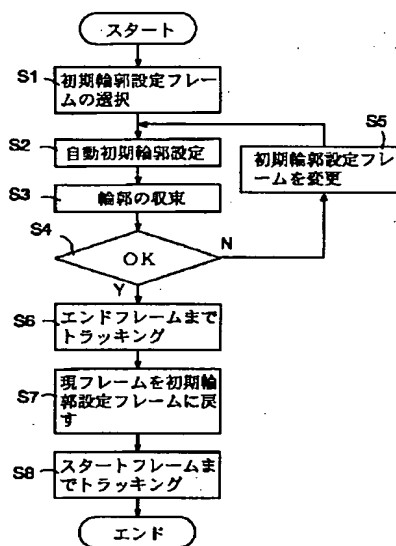 スタート
S1
初期輪郭設定フレー
ムの選択
S2
自動初期輪郭設定
S5
初期輪郭設定フレ
ームを変更
S3
輪郭の収束
S4
OK
N
Y
S6
エンドフレームまで
トラッキング
S7
現フレームを初期輪
郭設定フレームに戻
す
S8
スタートフレームま
でトラッキング
エンド